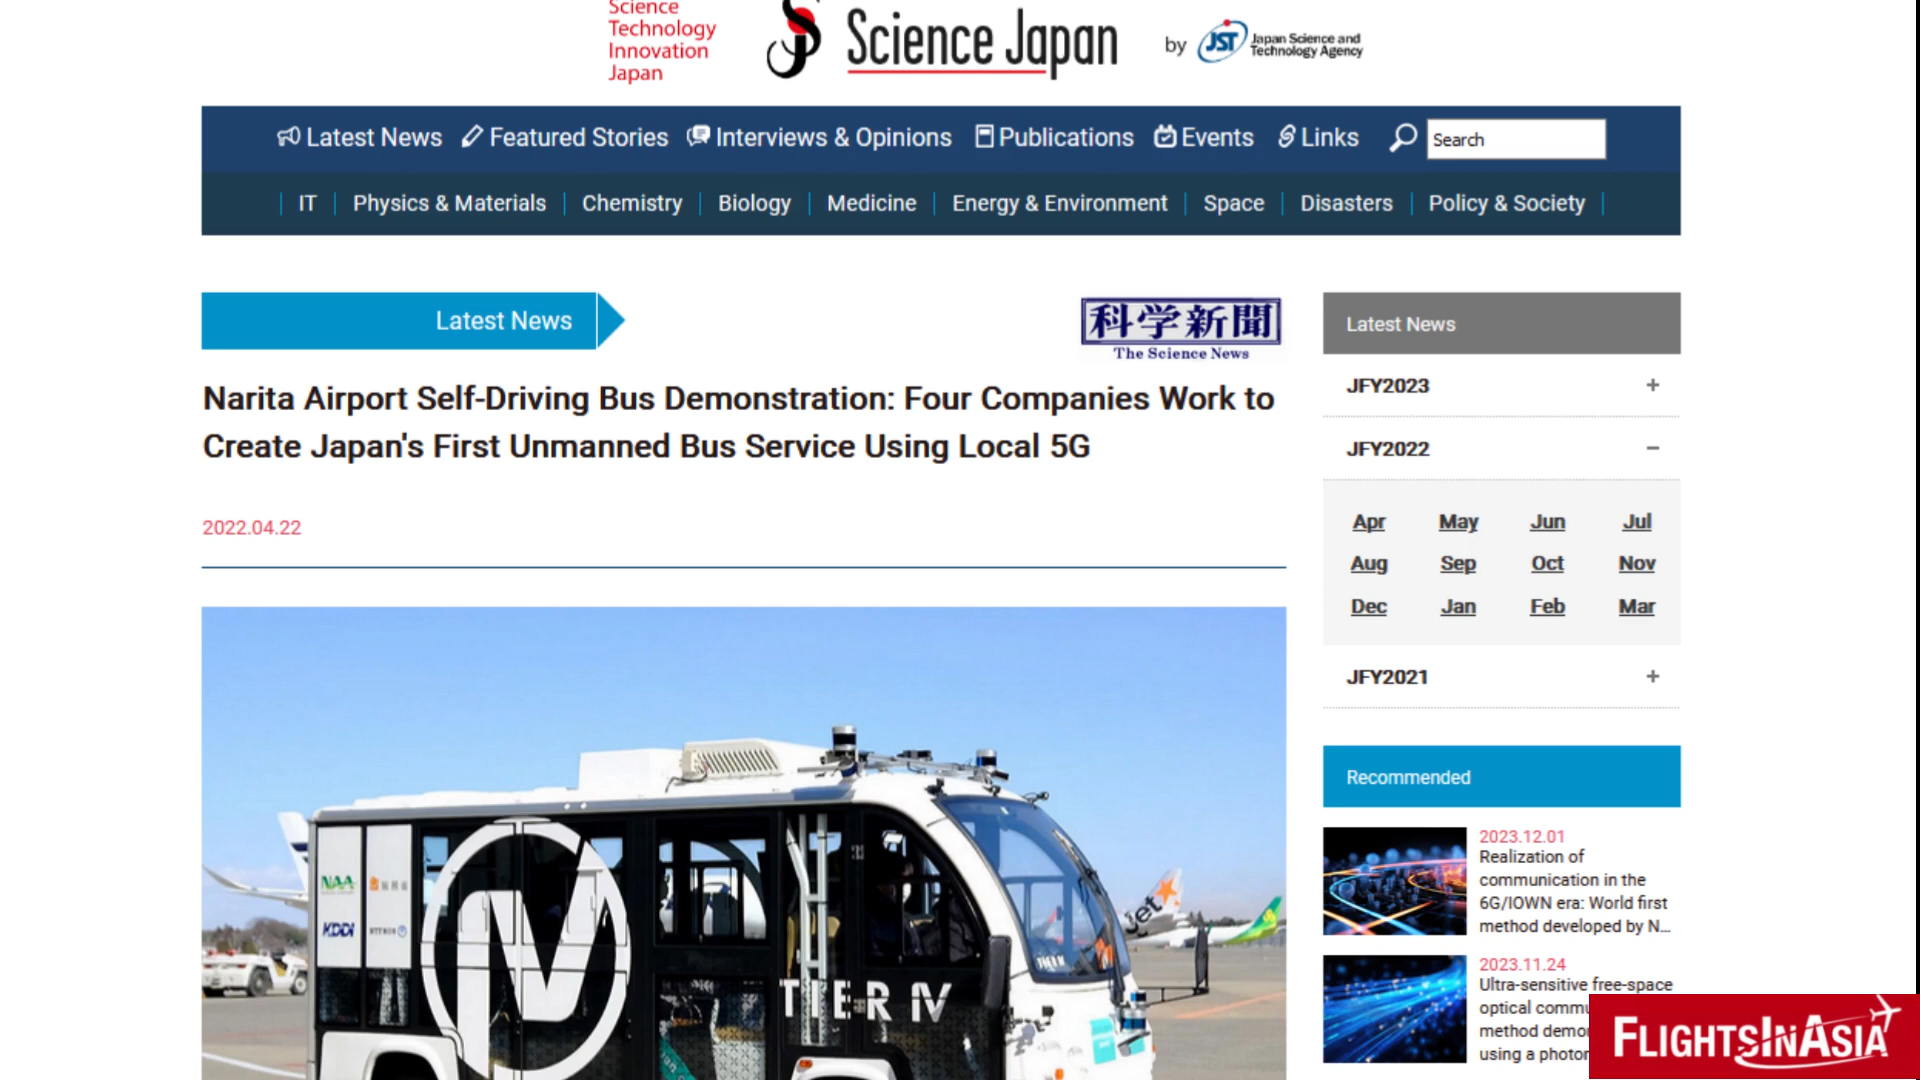 Science
Technology
Innovation
Japan
Science Japan
by JST Japan Science and
Technology Agency
Latest News Featured Stories Interviews & Opinions Publications Events Links Search
IT Physics & Materials Chemistry Biology Medicine Energy & Environment Space Disasters Policy & Society
Latest News
科学新聞
The Science News
Narita Airport Self-Driving Bus Demonstration: Four Companies Work to
Create Japan's First Unmanned Bus Service Using Local 5G
2022.04.22
NAA
KDDI
TIER IV
Jet
Latest News
JFY2023 +
JFY2022 −
Apr May Jun Jul
Aug Sep Oct Nov
Dec Jan Feb Mar
JFY2021 +
Recommended
2023.12.01
Realization of
communication in the
6G/IOWN era: World first
method developed by N...
2023.11.24
Ultra-sensitive free-space
optical commu
method demo
using a photor
FLIGHTSINASIA